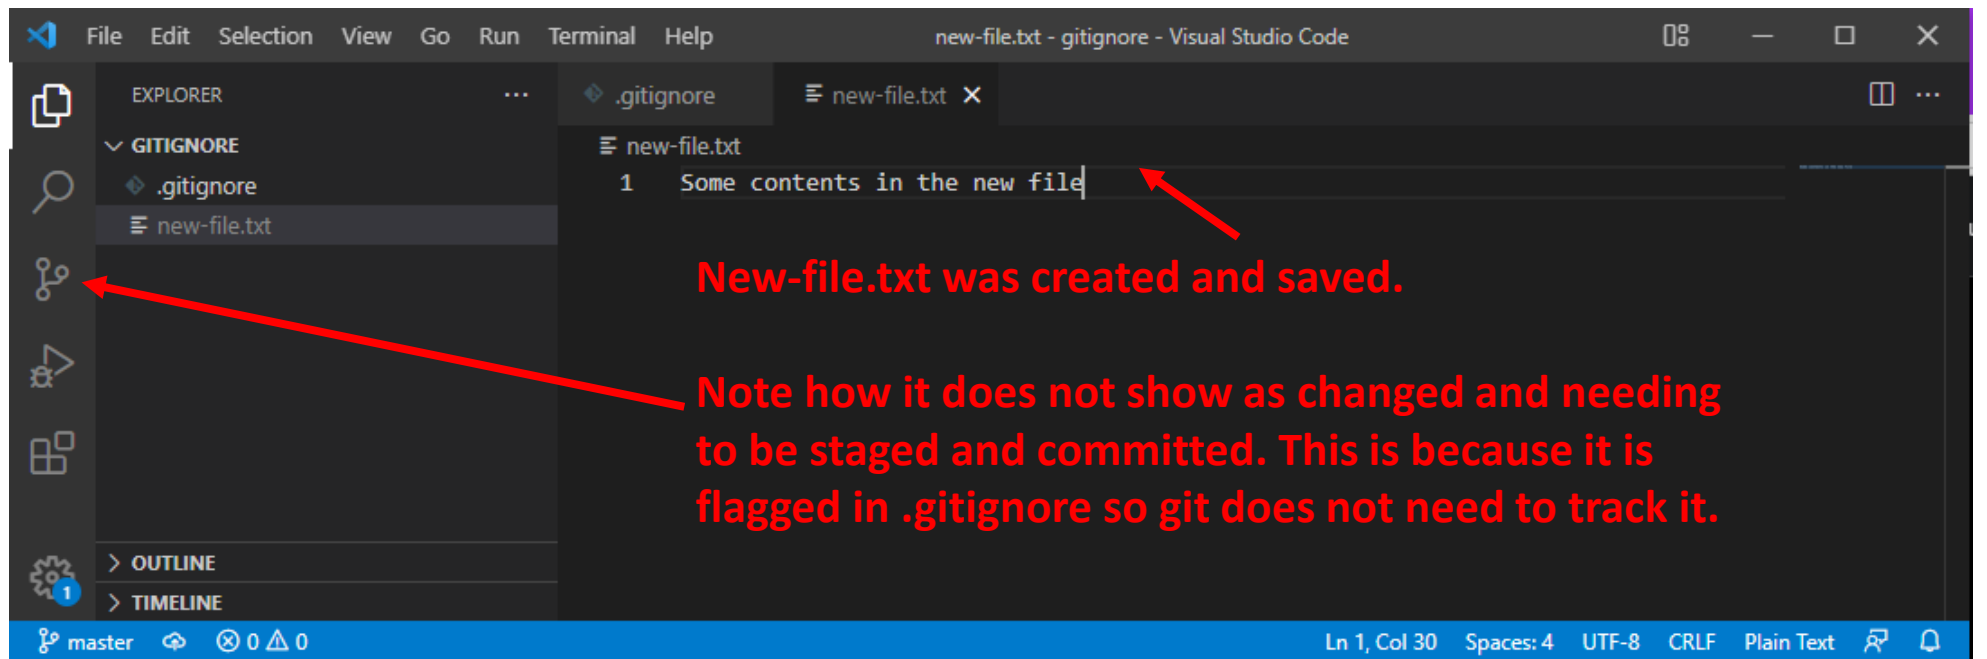 File Edit Selection View Go Run Terminal Help new-file.txt - gitignore - Visual Studio Code
EXPLORER
.gitignore new-file.txt
GITIGNORE
new-file.txt
.gitignore
1 Some contents in the new file
new-file.txt
New-file.txt was created and saved.
Note how it does not show as changed and needing
to be staged and committed. This is because it is
flagged in .gitignore so git does not need to track it.
OUTLINE
1
TIMELINE
master 0 0 Ln 1, Col 30 Spaces: 4 UTF-8 CRLF Plain Text